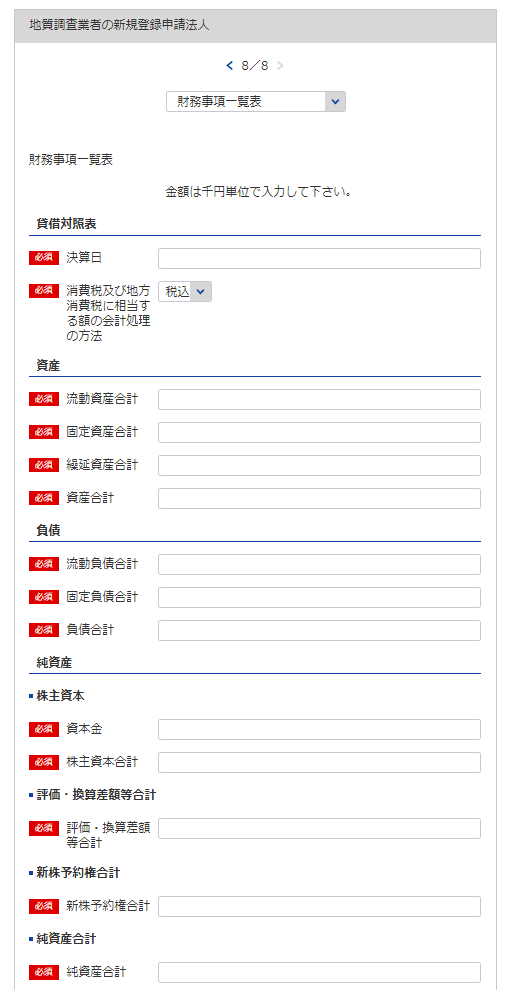 地質調査業者の新規登録申請法人
8／8
財務事項一覧表
財務事項一覧表
金額は千円単位で入力して下さい。
貸借対照表
必須 決算日
必須 消費税及び地方 税込
消費税に相当す
る額の会計処理
の方法
資産
必須 流動資産合計
必須 固定資産合計
必須 繰延資産合計
必須 資産合計
負債
必須 流動負債合計
必須 固定負債合計
必須 負債合計
純資産
株主資本
必須 資本金
必須 株主資本合計
評価・換算差額等合計
必須 評価・換算差額
等合計
新株予約権合計
必須 新株予約権合計
純資産合計
必須 純資産合計